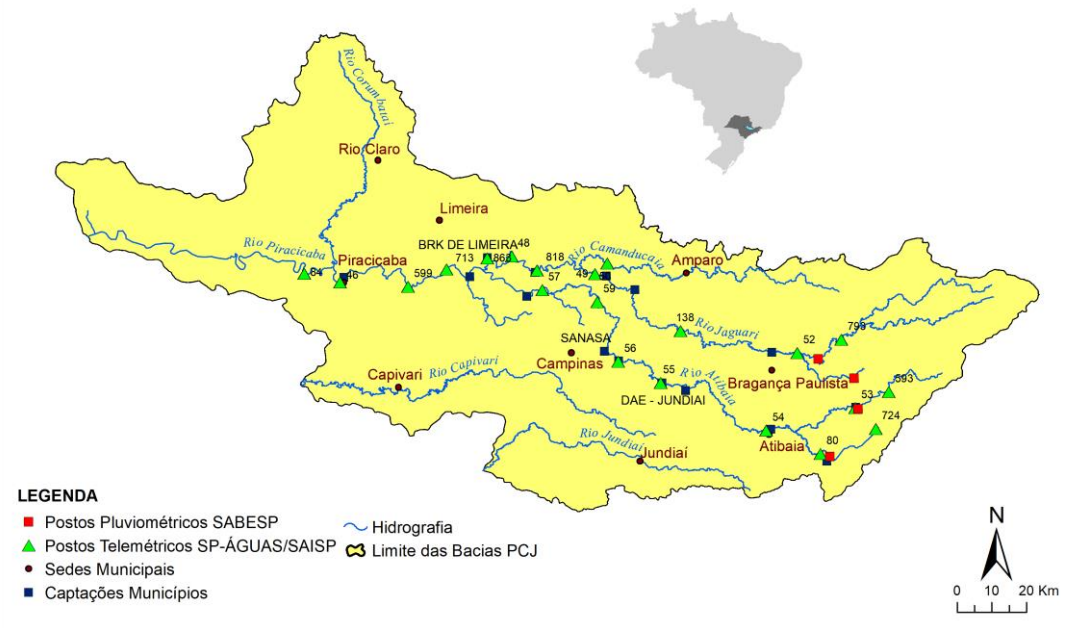 Rio Corumbataí
Rio Claro
Limeira
Rio Piracicaba
Piracicaba
BRK DE LIMEIRA
48
Rio Camanducaia
Amparo
84
46
599
713
868
818
49
57
59
138
Rio Jaguari
52
798
SANASA
Campinas
56
Rio Atibaia
Bragança Paulista
Capivari
Rio Capivari
55
DAE - JUNDIAI
593
53
54
724
Atibaia
80
Rio Jundiaí
Jundiaí
LEGENDA
Postos Pluviométricos SABESP
Postos Telemétricos SP-ÁGUAS/SAISP
Sedes Municipais
Captações Municípios
Hidrografia
Limite das Bacias PCJ
N
0 10 20 Km